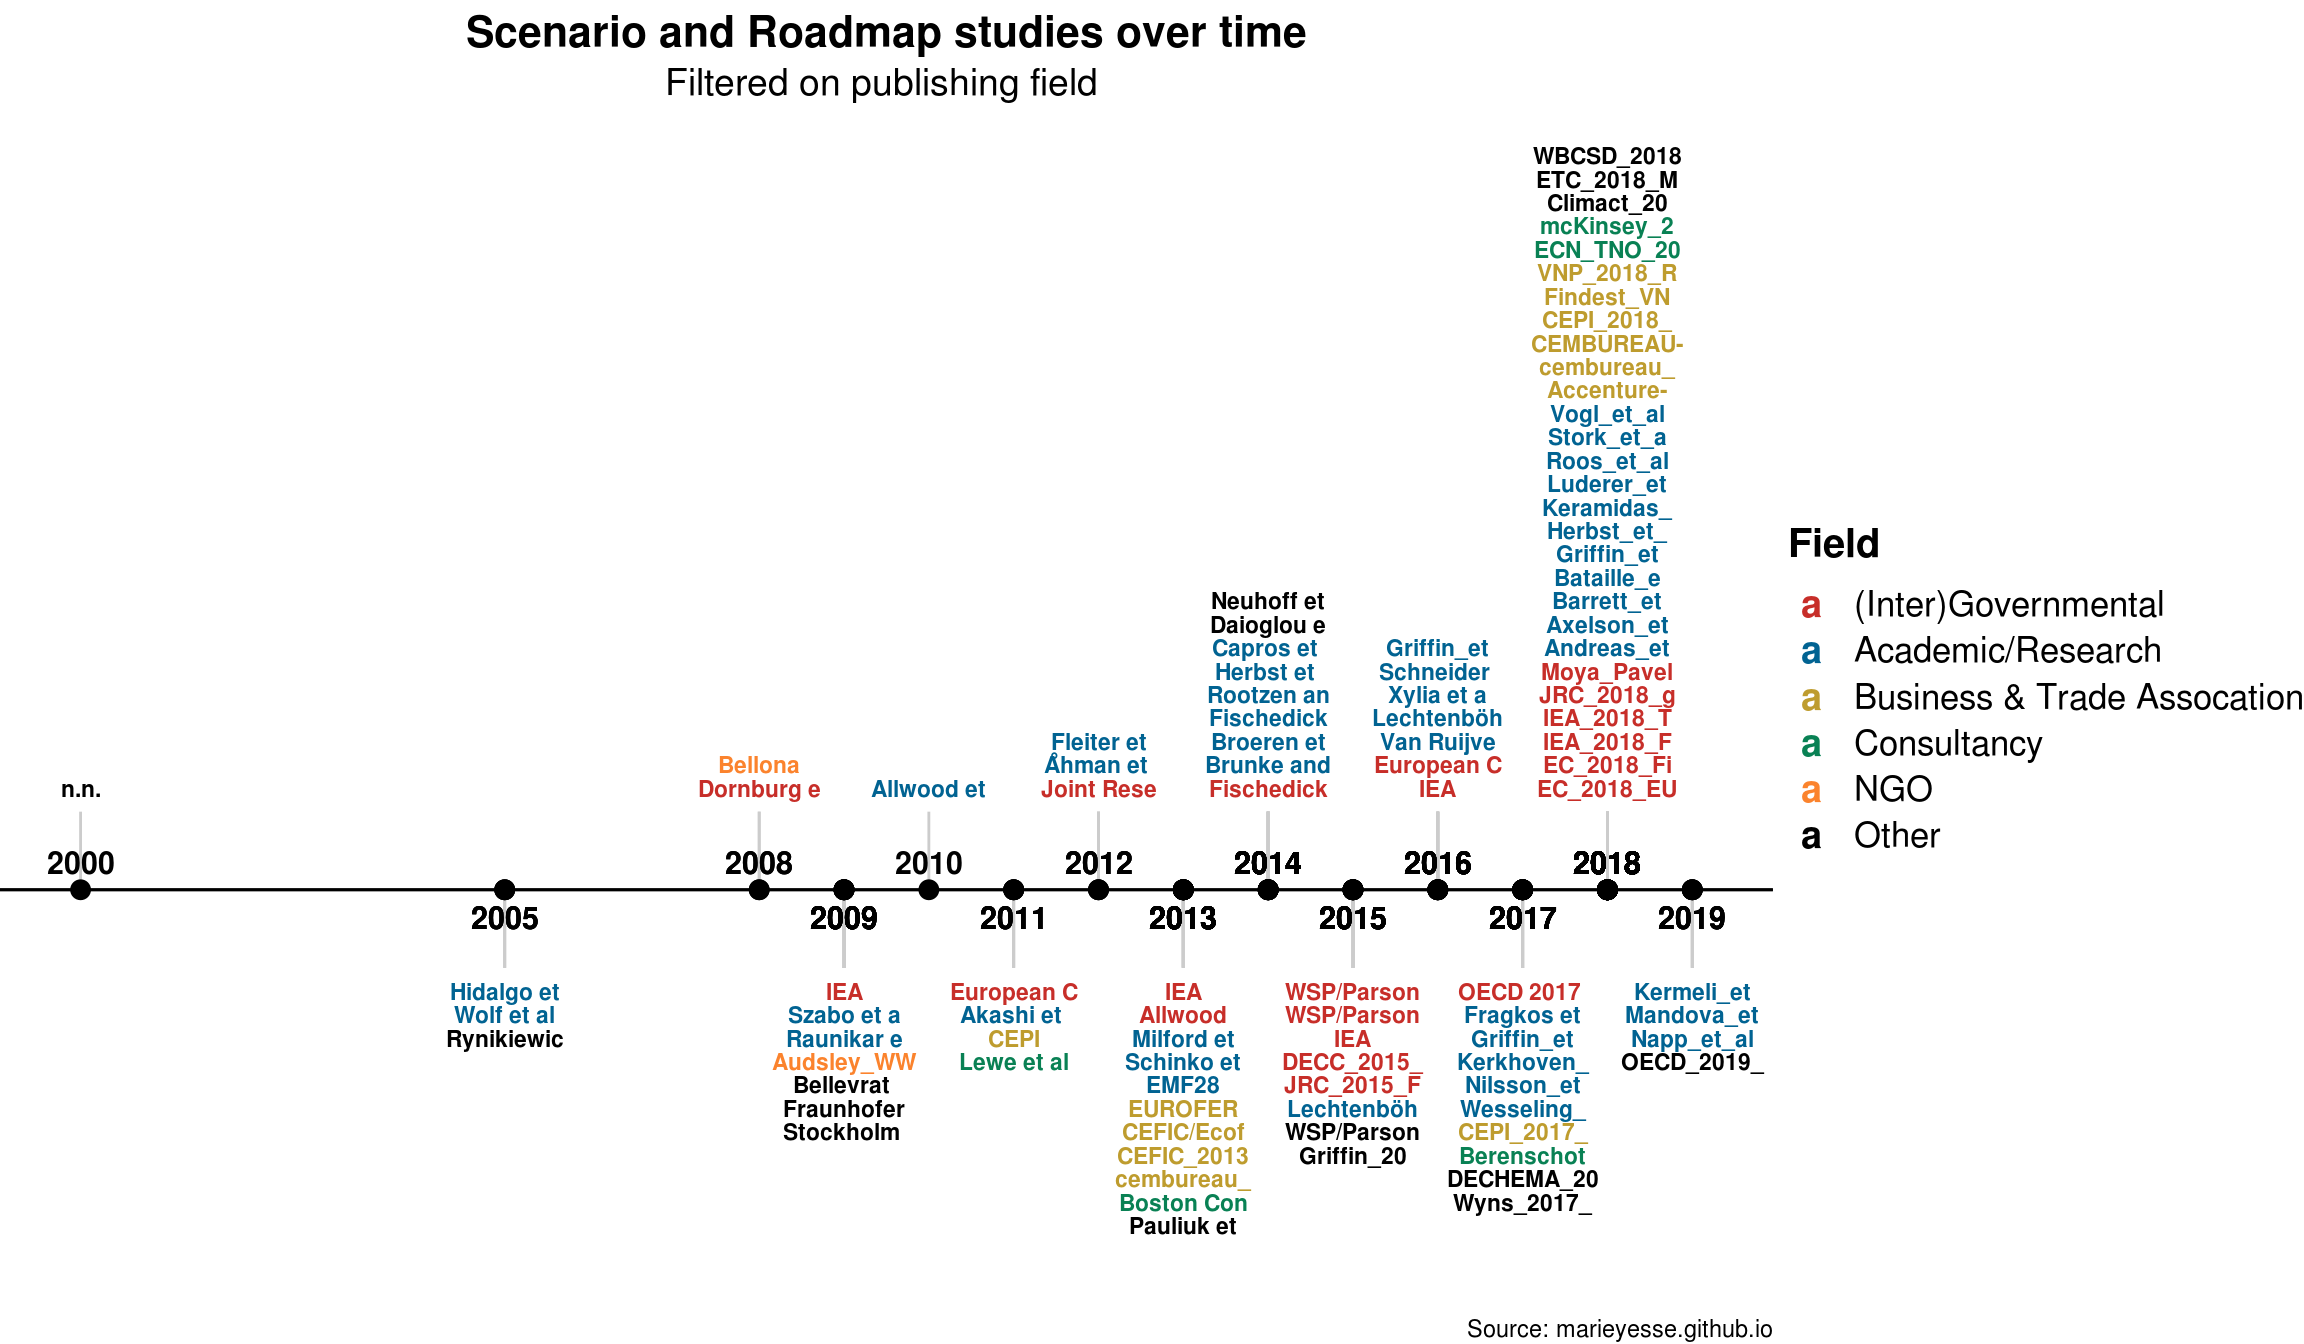 Scenario and Roadmap studies over time
Filtered on publishing field
WBCSD_2018
ETC_2018_M
Climact_20
mcKinsey_2
ECN_TNO_20
VNP_2018_R
Findest_VN
CEPI_2018_
CEMBUREAU-
cembureau_
Accenture-
Vogl_et_al
Stork_et_a
Roos_et_al
Luderer_et
Keramidas_
Herbst_et_
Griffin_et
Bataille_e
Barrett_et
Axelson_et
Andreas_et
Moya_Pavel
JRC_2018_g
IEA_2018_T
IEA_2018_F
EC_2018_Fi
EC_2018_EU
Neuhoff et
Daioglou e
Capros et
Herbst et
Rootzen an
Fischedick
Broeren et
Brunke and
Fischedick
Griffin_et
Schneider
Xylia et a
Lechtenböh
Van Ruijve
European C
IEA
Fleiter et
Åhman et
Joint Rese
Allwood et
Bellona
Dornburg e
n.n.
2000
2008
2010
2012
2014
2016
2018
2005
2009
2011
2013
2015
2017
2019
Hidalgo et
Wolf et al
Rynikiewic
IEA
Szabo et a
Raunikar e
Audsley_WW
Bellevrat
Fraunhofer
Stockholm
European C
Akashi et
CEPI
Lewe et al
IEA
Allwood
Milford et
Schinko et
EMF28
EUROFER
CEFIC/Ecof
CEFIC_2013
cembureau_
Boston Con
Pauliuk et
WSP/Parson
WSP/Parson
IEA
DECC_2015_
JRC_2015_F
Lechtenböh
WSP/Parson
Griffin_20
OECD 2017
Fragkos et
Griffin_et
Kerkhoven_
Nilsson_et
Wesseling_
CEPI_2017_
Berenschot
DECHEMA_20
Wyns_2017_
Kermeli_et
Mandova_et
Napp_et_al
OECD_2019_
Field
a (Inter)Governmental
a Academic/Research
a Business & Trade Assocation
a Consultancy
a NGO
a Other
Source: marieyesse.github.io